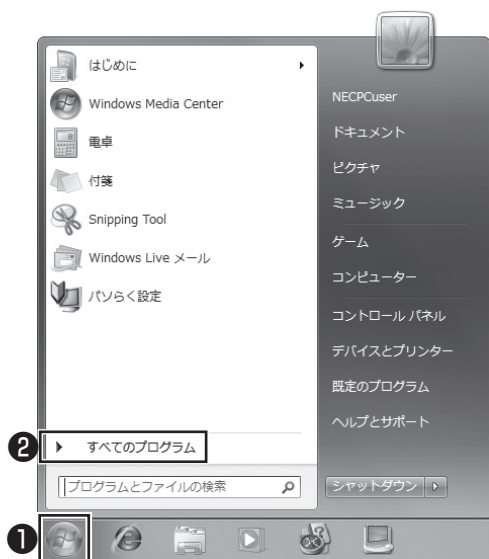 はじめに
Windows Media Center
電卓
付箋
Snipping Tool
Windows Live メール
パソらく設定
❷
すべてのプログラム
プログラムとファイルの検索
NECPCuser
ドキュメント
ピクチャ
ミュージック
ゲーム
コンピューター
コントロール パネル
デバイスとプリンター
既定のプログラム
ヘルプとサポート
シャットダウン
❶